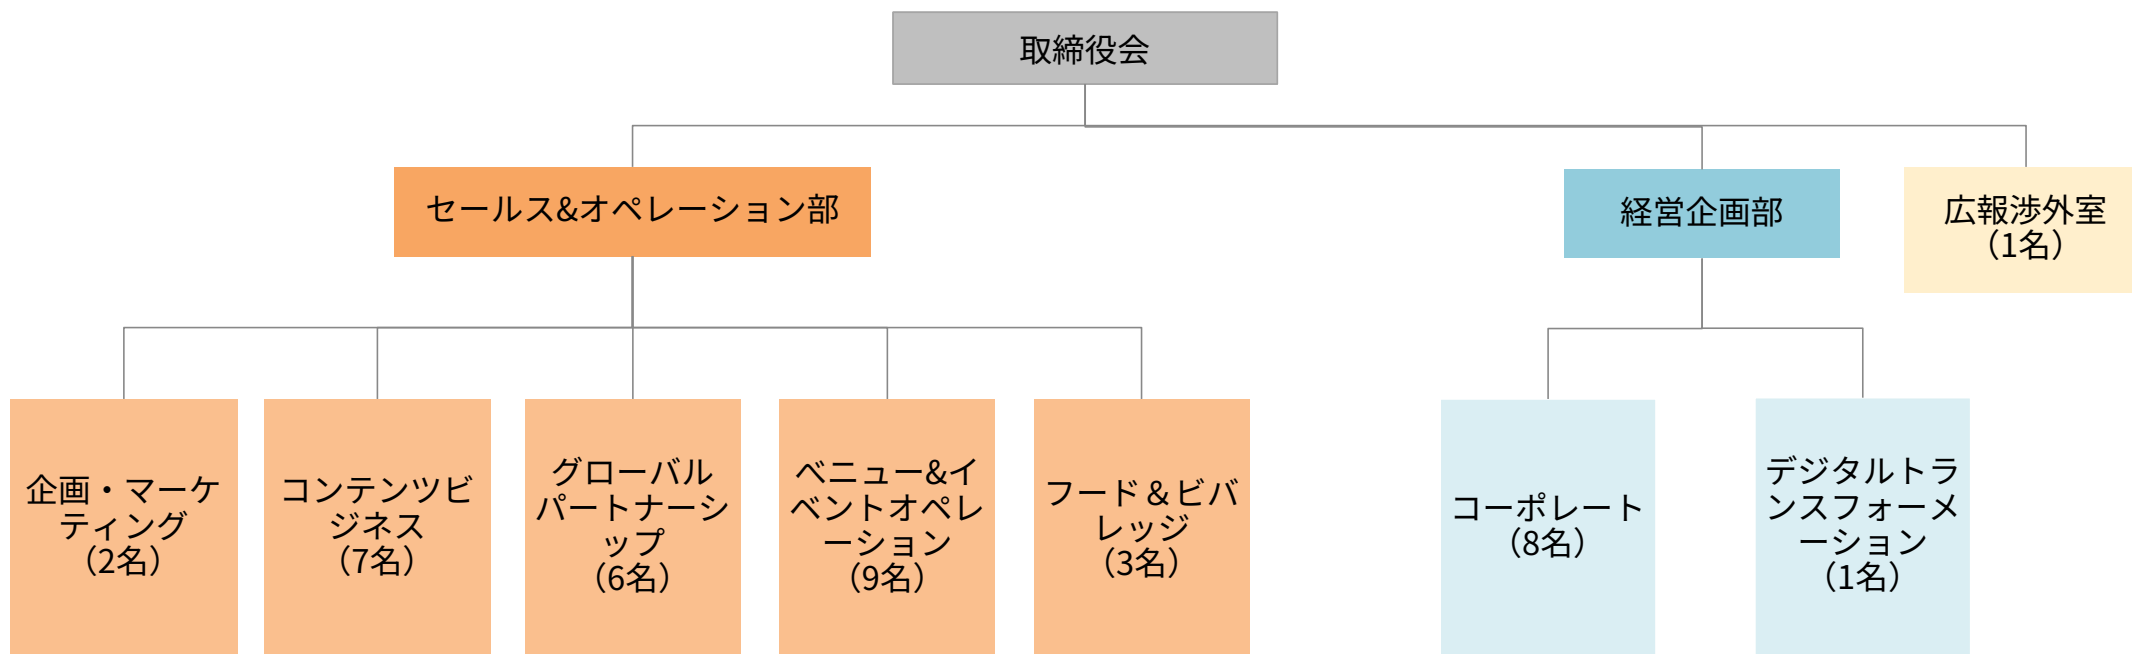 取締役会
セールス&オペレーション部
経営企画部
広報渉外室
（1名）
企画・マーケ
ティング
（2名）
コンテンツビ
ジネス
（7名）
グローバル
パートナーシ
ップ
（6名）
べニュー&イ
ベントオペレ
ーション
（9名）
フード＆ビバ
レッジ
（3名）
コーポレート
（8名）
デジタルトラ
ンスフォーメ
ーション
（1名）